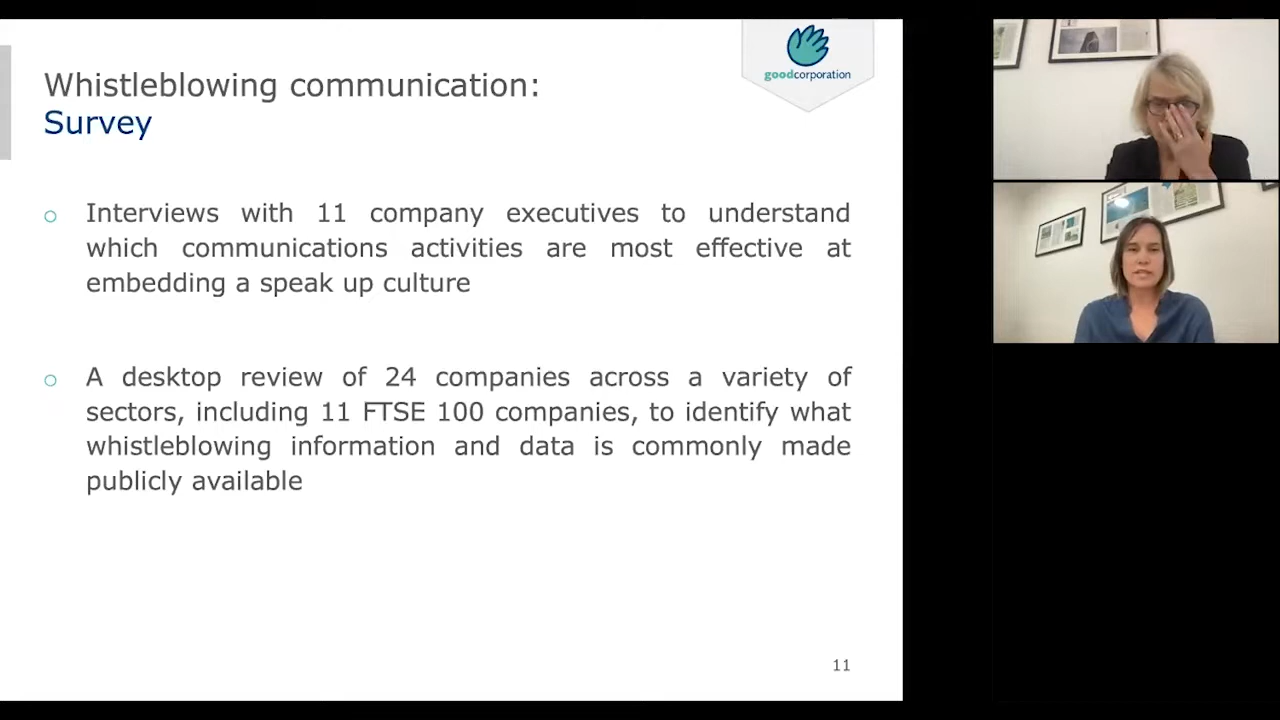 goodcorporation
Whistleblowing communication:
Survey
o Interviews with 11 company executives to understand
which communications activities are most effective at
embedding a speak up culture
o A desktop review of 24 companies across a variety of
sectors, including 11 FTSE 100 companies, to identify what
whistleblowing information and data is commonly made
publicly available
11